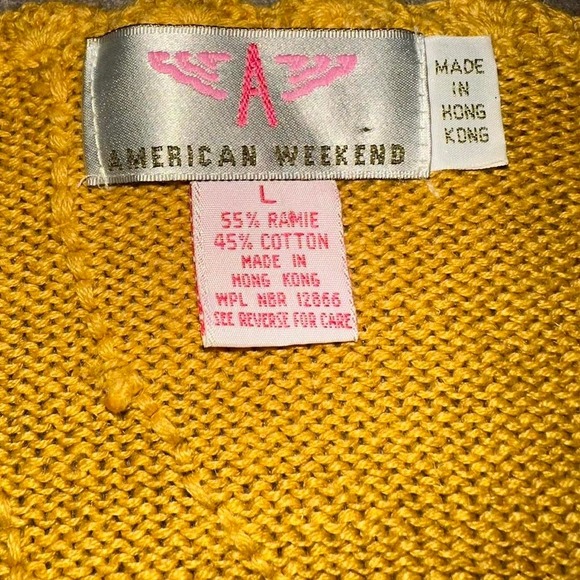 A
AMERICAN WEEKEND
MADE
IN
HONG
KONG
L
55% RAMIE
45% COTTON
MADE IN
HONG KONG
WPL NBR 12866
SEE REVERSE FOR CARE